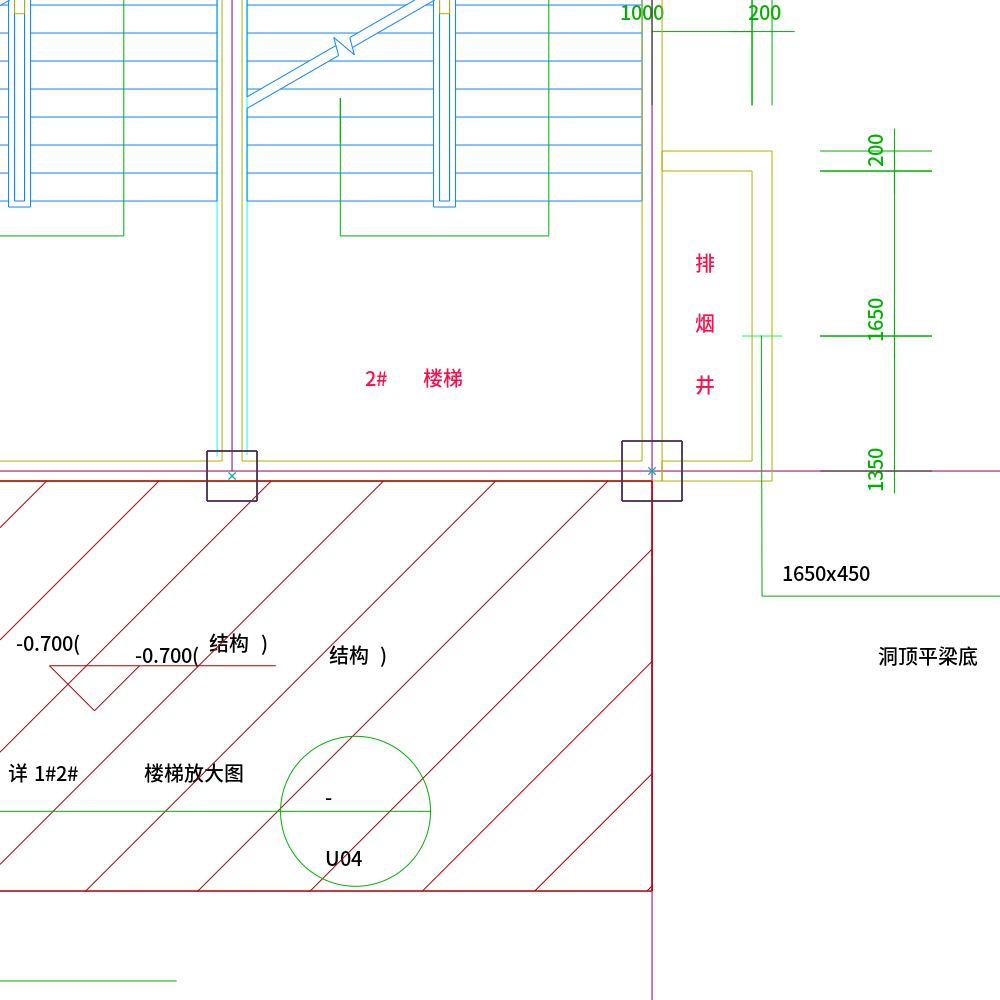 1000 200
200
排
烟
井
1650
2# 楼梯
1350
1650x450
-0.700( 结构 )
-0.700( 结构 )
洞顶平梁底
详 1#2# 楼梯放大图
-
U04